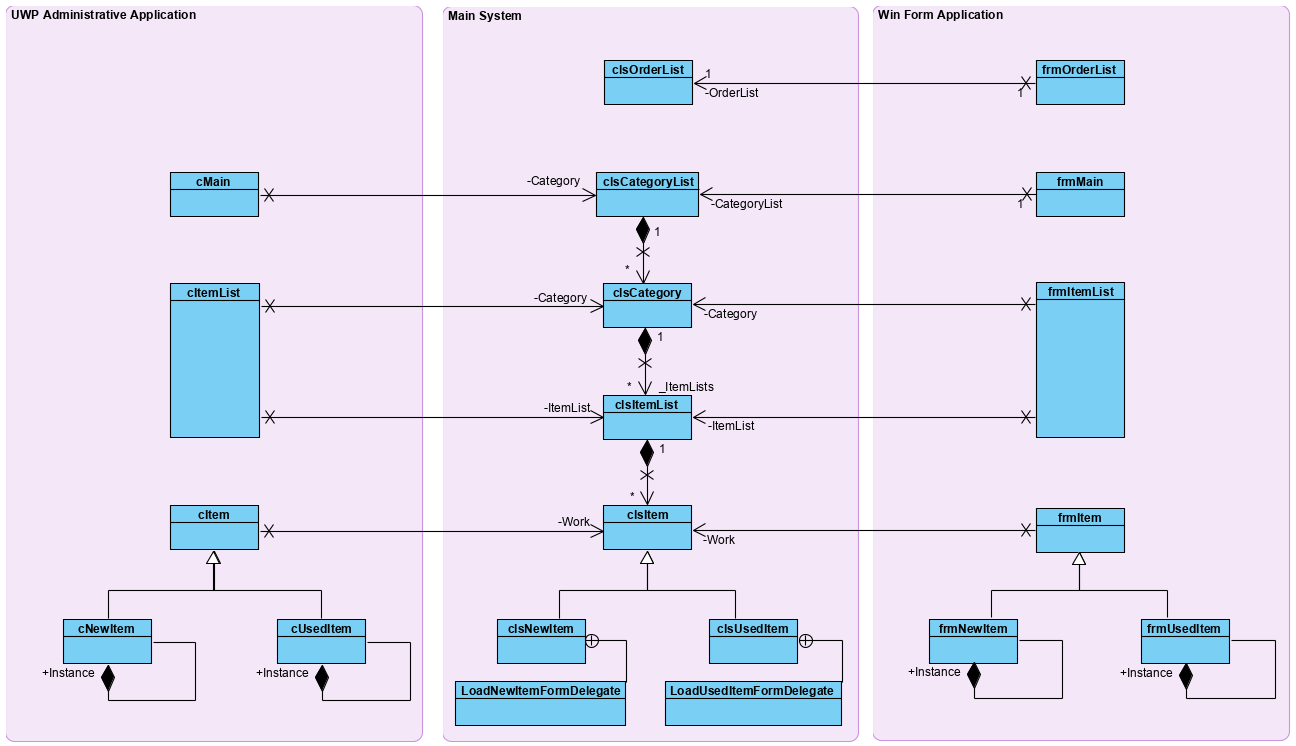 UWP Administrative Application
Main System
Win Form Application
clsOrderList
frmOrderList
1
-OrderList
1
cMain
-Category
clsCategoryList
frmMain
-CategoryList
1
1
*
cItemList
-Category
clsCategory
frmItemList
-Category
1
*
_ItemLists
-ItemList
clsItemList
-ItemList
1
*
cItem
-Work
clsItem
frmItem
-Work
cNewItem
cUsedItem
clsNewItem
clsUsedItem
frmNewItem
frmUsedItem
+Instance
+Instance
+Instance
+Instance
LoadNewItemFormDelegate
LoadUsedItemFormDelegate